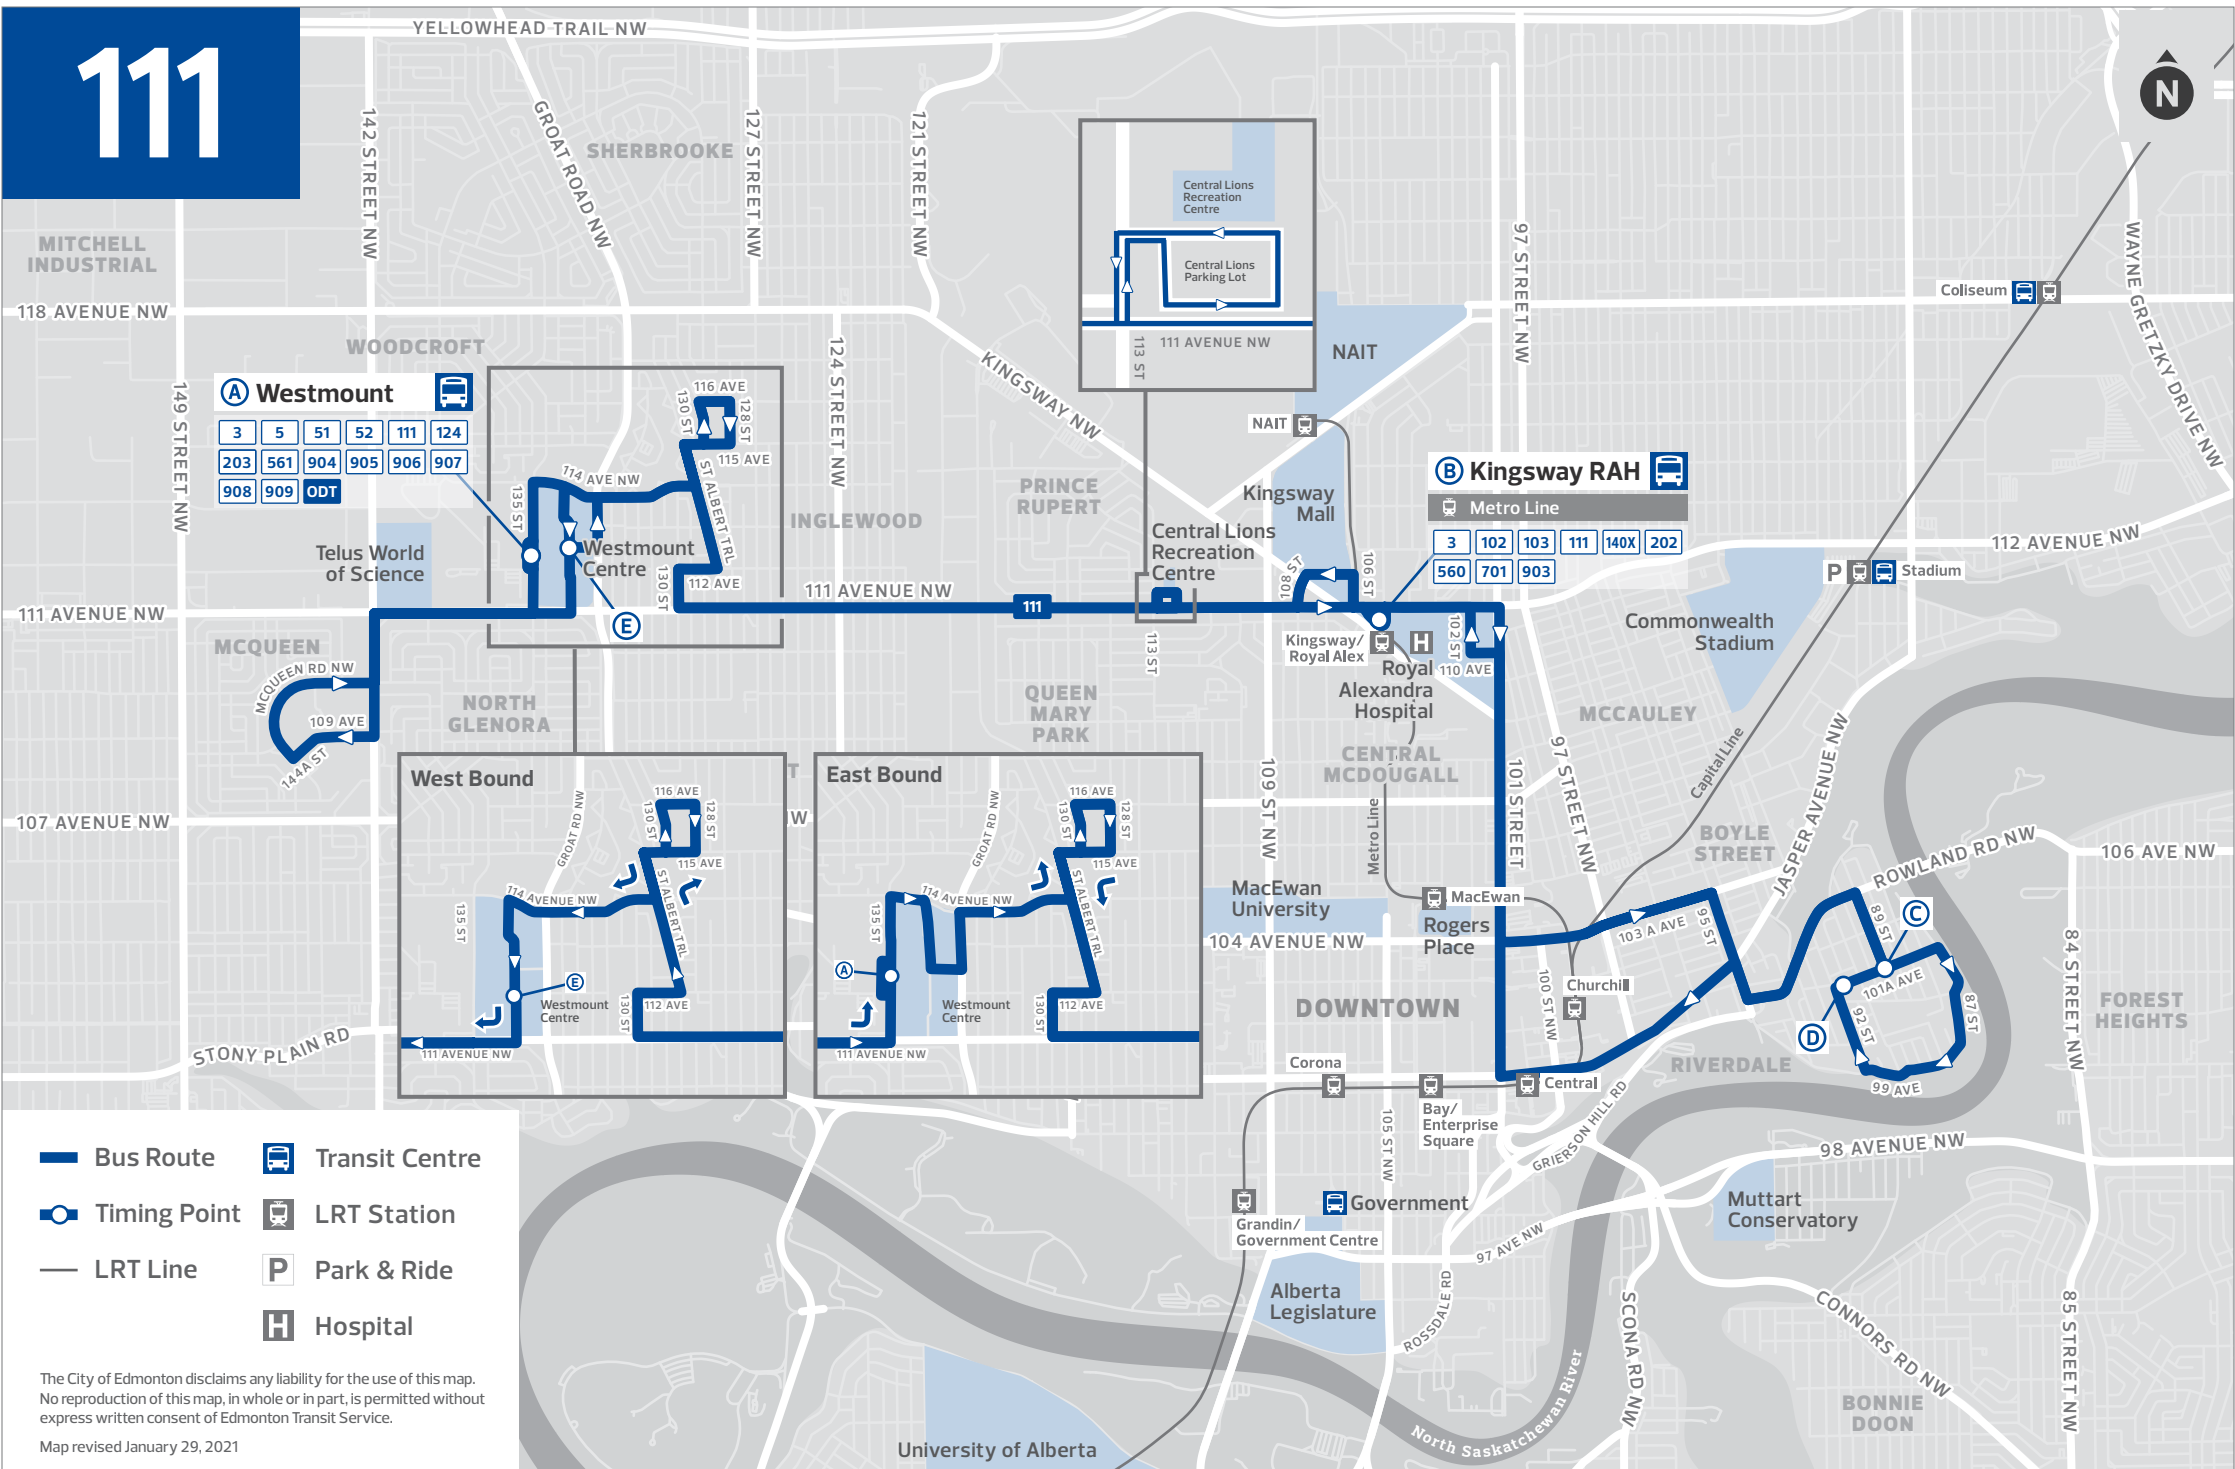 111
YELLOWHEAD TRAIL NW
142 STREET NW
GROAT ROAD NW
127 STREET NW
121 STREET NW
SHERBROOKE
MITCHELL
INDUSTRIAL
118 AVENUE NW
WOODCROFT
149 STREET NW
124 STREET NW
KINGSWAY NW
97 STREET NW
WAYNE GRETZKY DRIVE NW
N
Central Lions
Recreation
Centre
Central Lions
Parking Lot
111 AVENUE NW
113 ST
NAIT
NAIT
Coliseum
A Westmount
3 5 51 52 111 124
203 561 904 905 906 907
908 909 ODT
116 AVE
130 ST
128 ST
115 AVE
114 AVE NW
135 ST
ST ALBERT TRL
Westmount
Centre
130 ST
112 AVE
E
INGLEWOOD
PRINCE
RUPERT
Kingsway
Mall
Central Lions
Recreation
Centre
B Kingsway RAH
Metro Line
3 102 103 111 140X 202
560 701 903
112 AVENUE NW
P
Stadium
Telus World
of Science
111 AVENUE NW
111 AVENUE NW
111
108 ST
106 ST
Commonwealth
Stadium
MCQUEEN
MCQUEEN RD NW
109 AVE
144A ST
NORTH
GLENORA
113 ST
QUEEN
MARY
PARK
Kingsway/
Royal Alex
H
Royal
Alexandra
Hospital
102 ST
110 AVE
MCCAULEY
CENTRAL
MCDOUGALL
109 ST NW
101 STREET
97 STREET NW
Capital Line
JASPER AVENUE NW
107 AVENUE NW
T
W
West Bound
116 AVE
130 ST
128 ST
115 AVE
GROAT RD NW
114 AVENUE NW
135 ST
ST ALBERT TRL
E
Westmount
Centre
130 ST
112 AVE
111 AVENUE NW
East Bound
116 AVE
130 ST
128 ST
115 AVE
GROAT RD NW
114 AVENUE NW
135 ST
ST ALBERT TRL
A
Westmount
Centre
130 ST
112 AVE
111 AVENUE NW
Metro Line
BOYLE
STREET
ROWLAND RD NW
106 AVE NW
MacEwan
University
MacEwan
Rogers
Place
104 AVENUE NW
103 A AVE
95 ST
89 ST
C
101A AVE
87 ST
92 ST
D
99 AVE
84 STREET NW
FOREST
HEIGHTS
100 ST NW
Churchill
DOWNTOWN
RIVERDALE
STONY PLAIN RD
Corona
Bay/
Enterprise
Square
Central
105 ST NW
GRIERSON HILL RD
98 AVENUE NW
Muttart
Conservatory
Government
Grandin/
Government Centre
97 AVE NW
Alberta
Legislature
ROSSDALE RD
SCONA RD NW
CONNORS RD NW
85 STREET NW
North Saskatchewan River
BONNIE
DOON
University of Alberta
Bus Route
Transit Centre
Timing Point
LRT Station
LRT Line
P Park & Ride
H Hospital
The City of Edmonton disclaims any liability for the use of this map.
No reproduction of this map, in whole or in part, is permitted without
express written consent of Edmonton Transit Service.
Map revised January 29, 2021